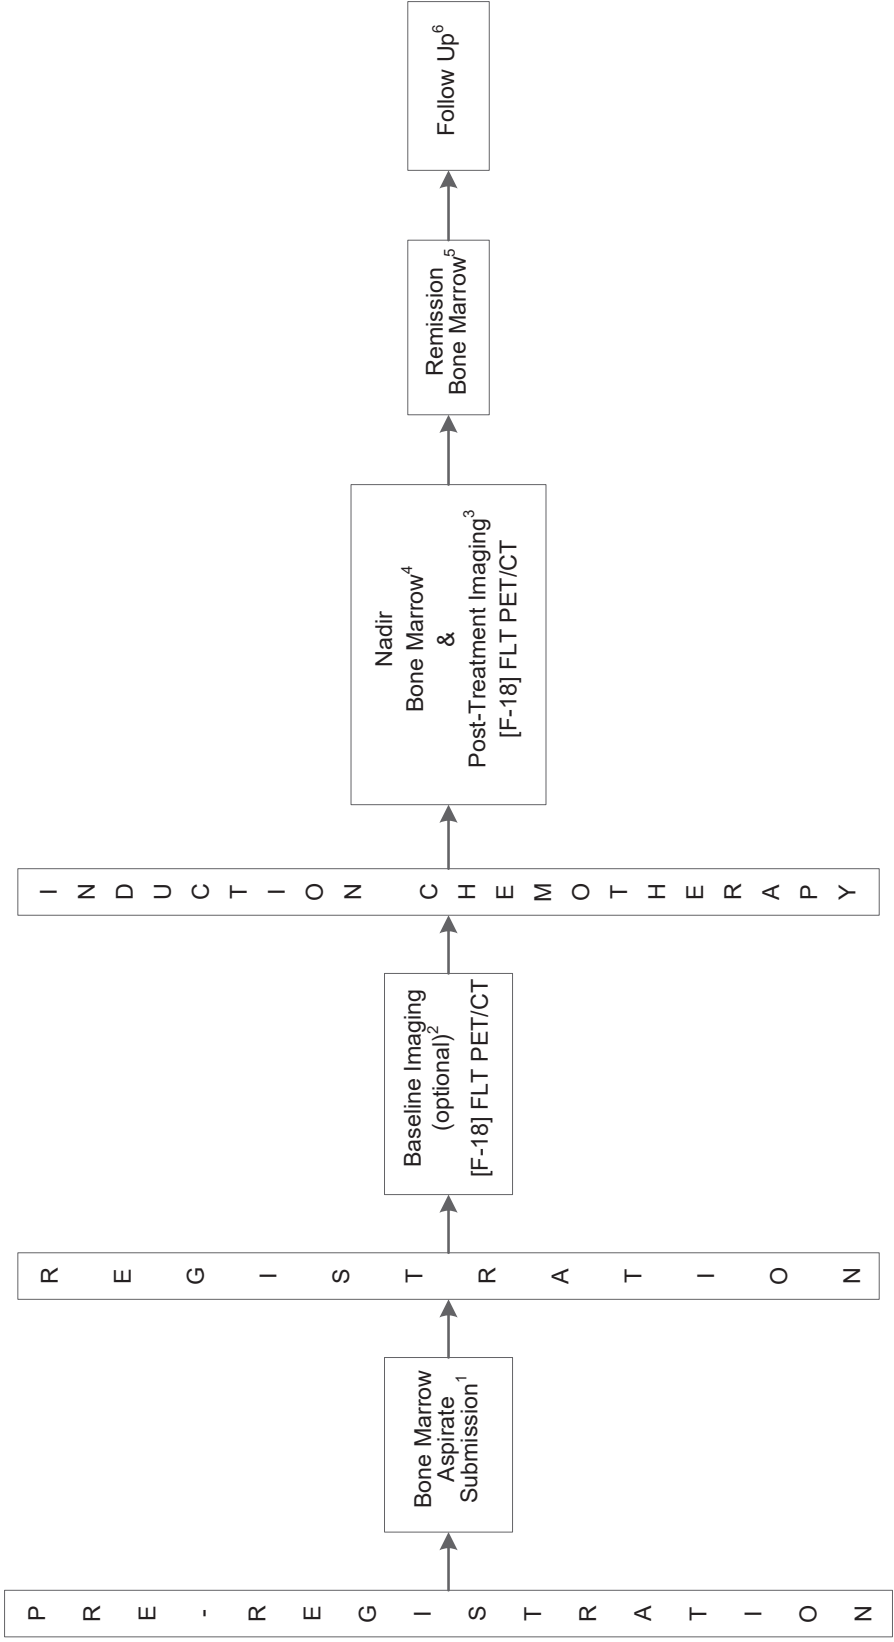 PRE-REGISTRATION
Bone Marrow
Aspirate
Submission1
REGISTRATION
Baseline Imaging
(optional)2
[F-18] FLT PET/CT
INDUCTION CHEMOTHERAPY
Nadir
Bone Marrow4
&
Post-Treatment Imaging3
[F-18] FLT PET/CT
Remission
Bone Marrow5
Follow Up6